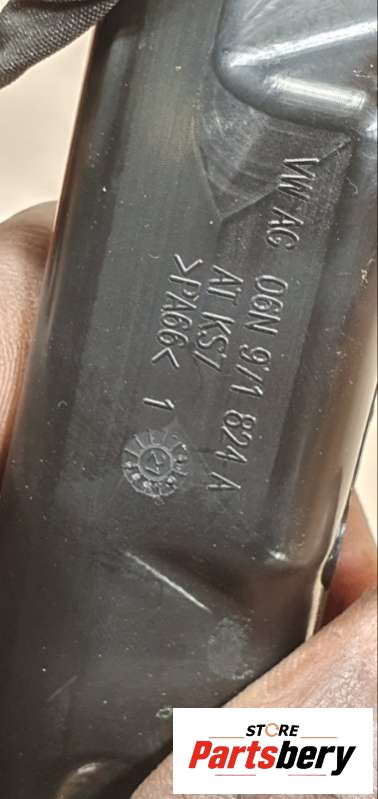 VW AG 06N 971 824 A
AT KSZ
>PA66< 1
STORE
Partsbery